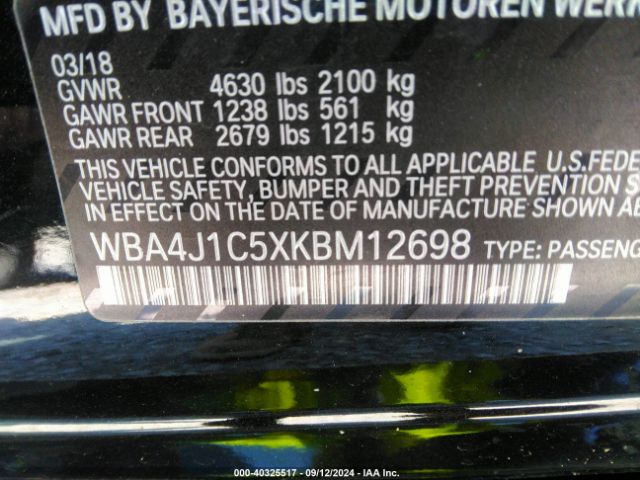 MFD BY BAYERISCHE MOTOREN WERK
03/18
GVWR 4630 lbs 2100 kg
GAWR FRONT 1238 lbs 561 kg
GAWR REAR 2679 lbs 1215 kg
THIS VEHICLE CONFORMS TO ALL APPLICABLE U.S.FEDE
VEHICLE SAFETY, BUMPER AND THEFT PREVENTION S
IN EFFECT ON THE DATE OF MANUFACTURE SHOWN AB
WBA4J1C5XKBM12698 TYPE: PASSENG
000-40325517 - 09/12/2024 - IAA Inc.